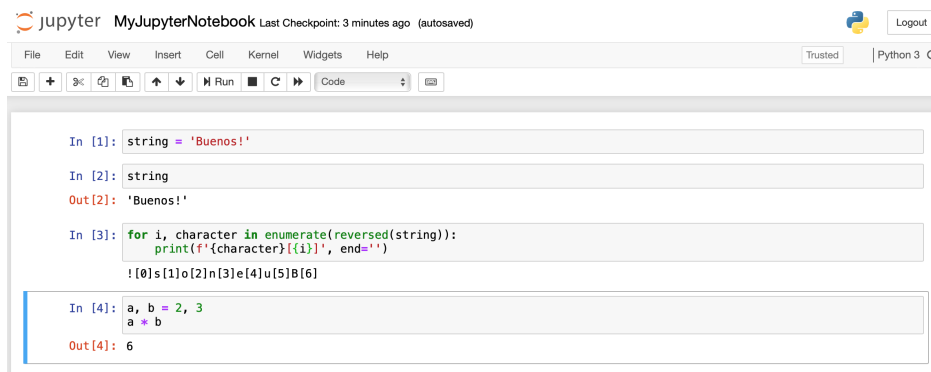 jupyter MyJupyterNotebook Last Checkpoint: 3 minutes ago (autosaved)
Logout
File Edit View Insert Cell Kernel Widgets Help
Trusted
Python 3
Run
Code
In [1]: string = 'Buenos!'
In [2]: string
Out[2]: 'Buenos!'
In [3]: for i, character in enumerate(reversed(string)):
print(f'{character}[{i}]', end='')
![0]s[1]o[2]n[3]e[4]u[5]B[6]
In [4]: a, b = 2, 3
a * b
Out[4]: 6